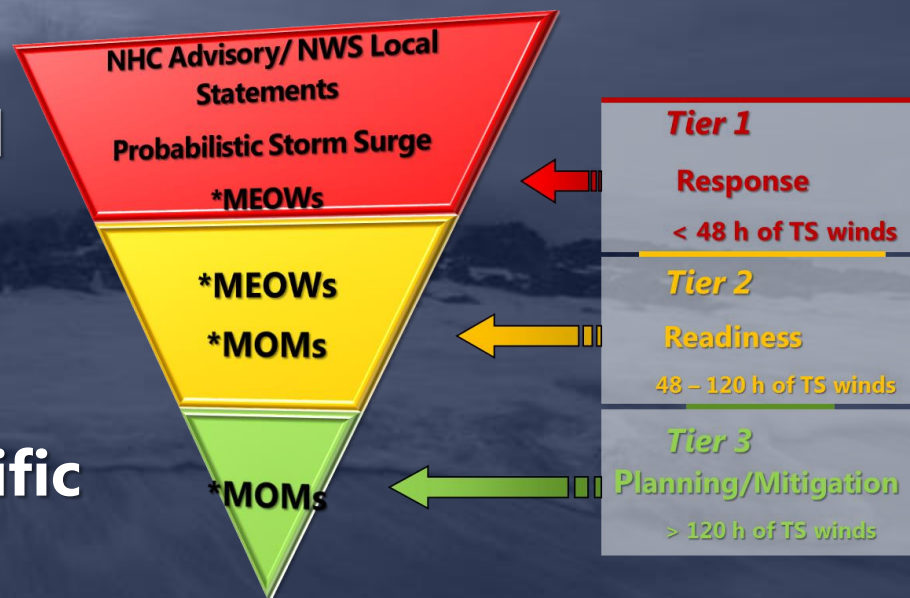 NHC Advisory/ NWS Local
Statements
Probabilistic Storm Surge
*MEOWs
*MEOWs
*MOMs
*MOMs
Tier 1
Response
< 48 h of TS winds
Tier 2
Readiness
48 – 120 h of TS winds
Tier 3
Planning/Mitigation
> 120 h of TS winds
ific